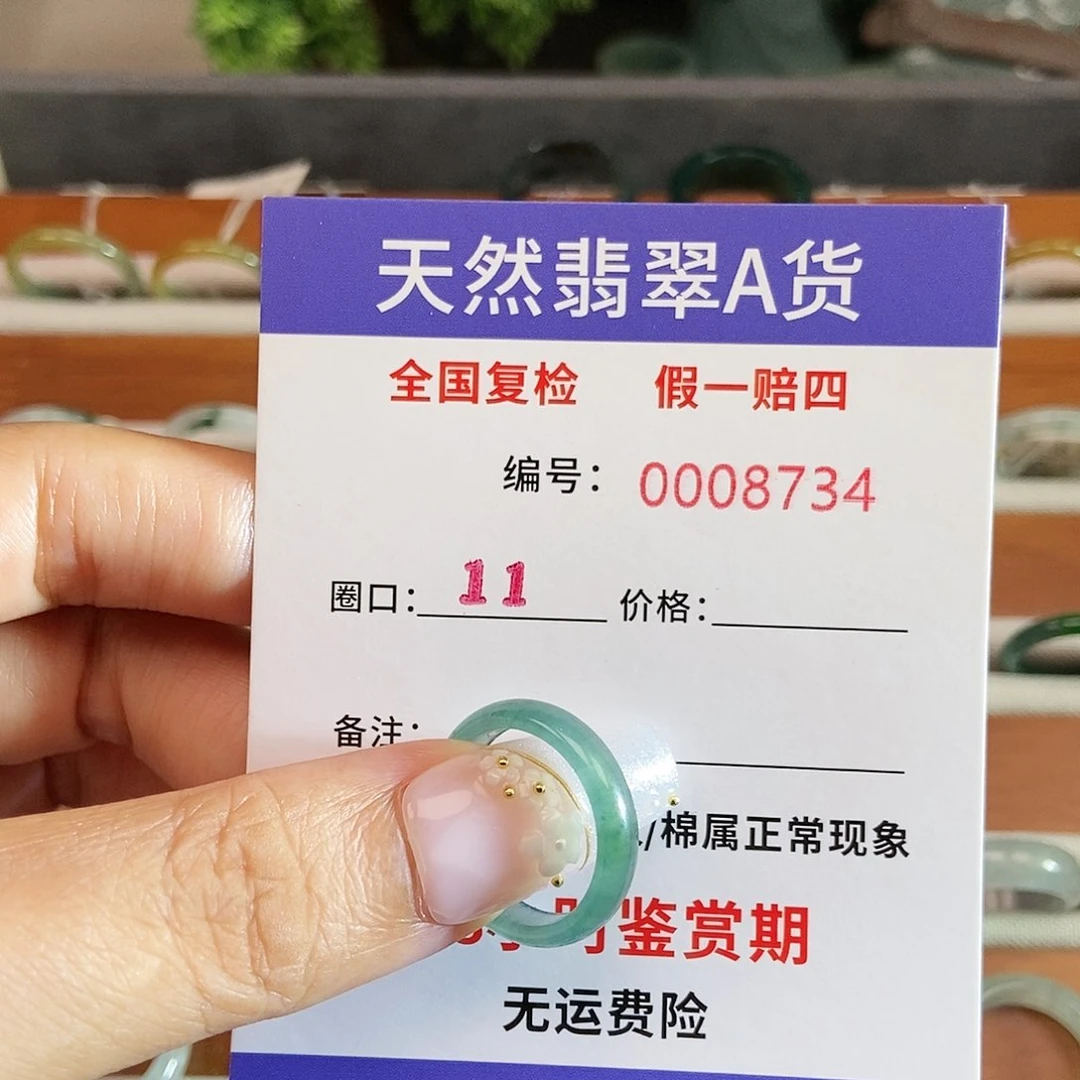 天然翡翠A货
全国复检 假一赔四
编号：0008734
圈口：11 价格：
备注：
/棉属正常现象
时鉴赏期
无运费险